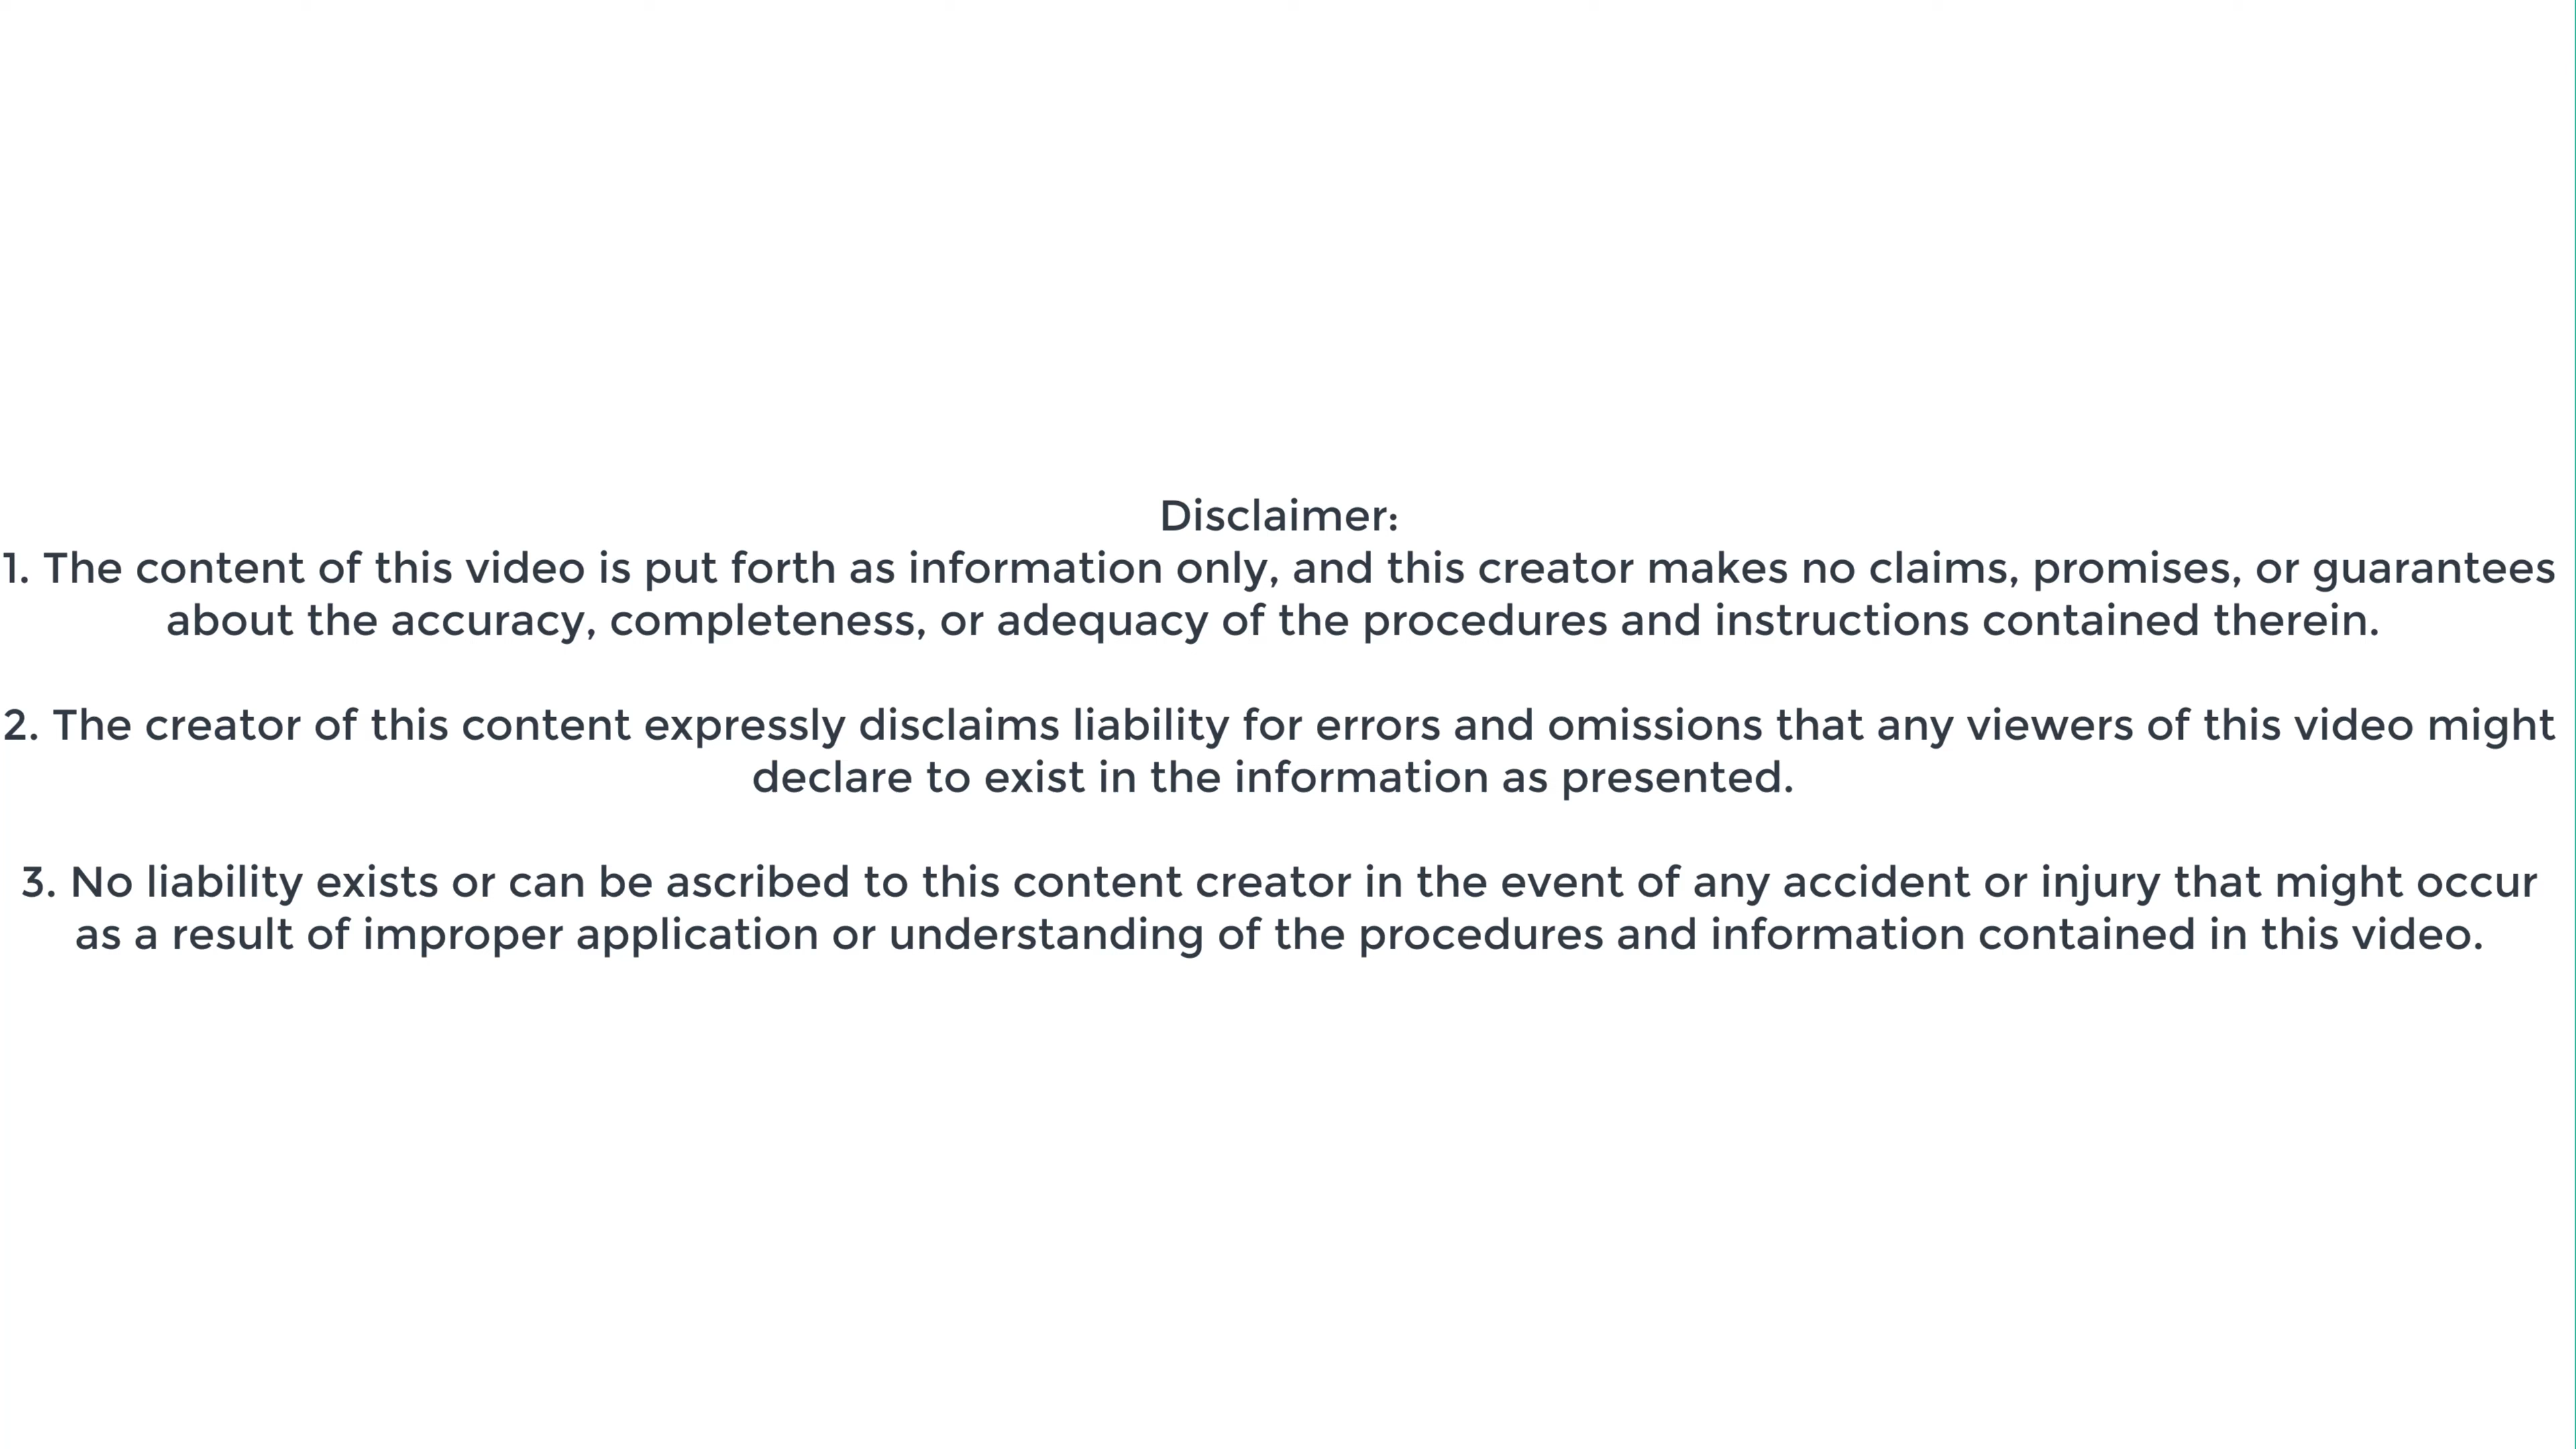 Disclaimer:
1. The content of this video is put forth as information only, and this creator makes no claims, promises, or guarantees
about the accuracy, completeness, or adequacy of the procedures and instructions contained therein.
2. The creator of this content expressly disclaims liability for errors and omissions that any viewers of this video might
declare to exist in the information as presented.
3. No liability exists or can be ascribed to this content creator in the event of any accident or injury that might occur
as a result of improper application or understanding of the procedures and information contained in this video.